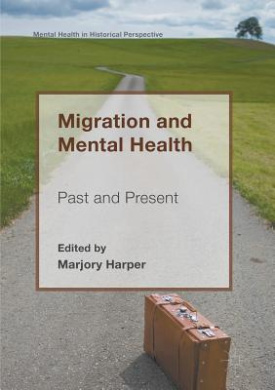 Mental Health in Historical Perspective
Migration and
Mental Health
Past and Present
Edited by
Marjory Harper